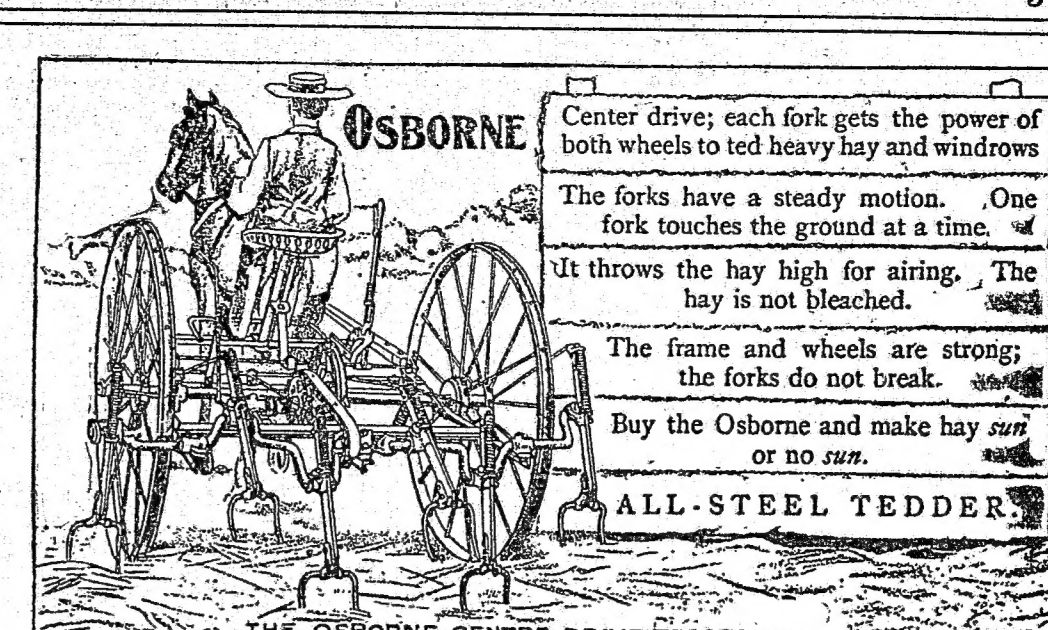 OSBORNE
Center drive; each fork gets the power of
both wheels to ted heavy hay and windrows
The forks have a steady motion. One
fork touches the ground at a time.
It throws the hay high for airing. The
hay is not bleached.
The frame and wheels are strong;
the forks do not break.
Buy the Osborne and make hay sun
or no sun.
ALL-STEEL TEDDER.
THE OSBORNE CENTRE